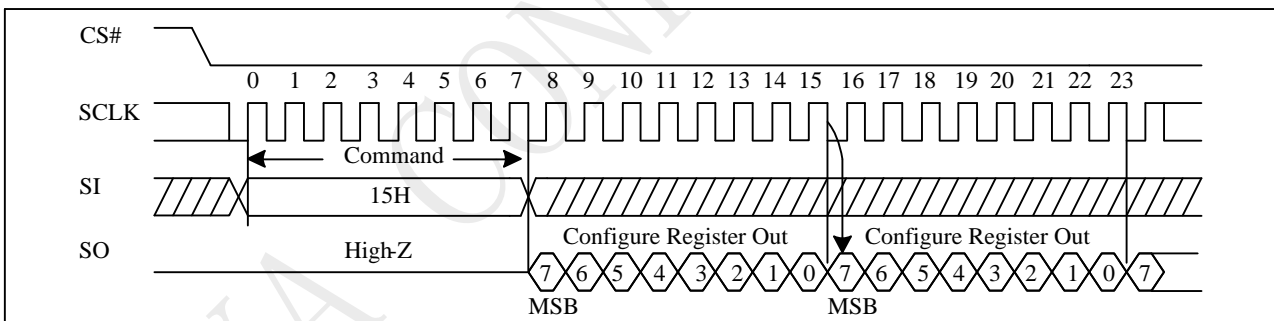 CS#
0 1 2 3 4 5 6 7 8 9 10 11 12 13 14 15 16 17 18 19 20 21 22 23
SCLK
Command
SI
15H
SO
High-Z
Configure Register Out
Configure Register Out
7 6 5 4 3 2 1 0 7 6 5 4 3 2 1 0 7
MSB
MSB